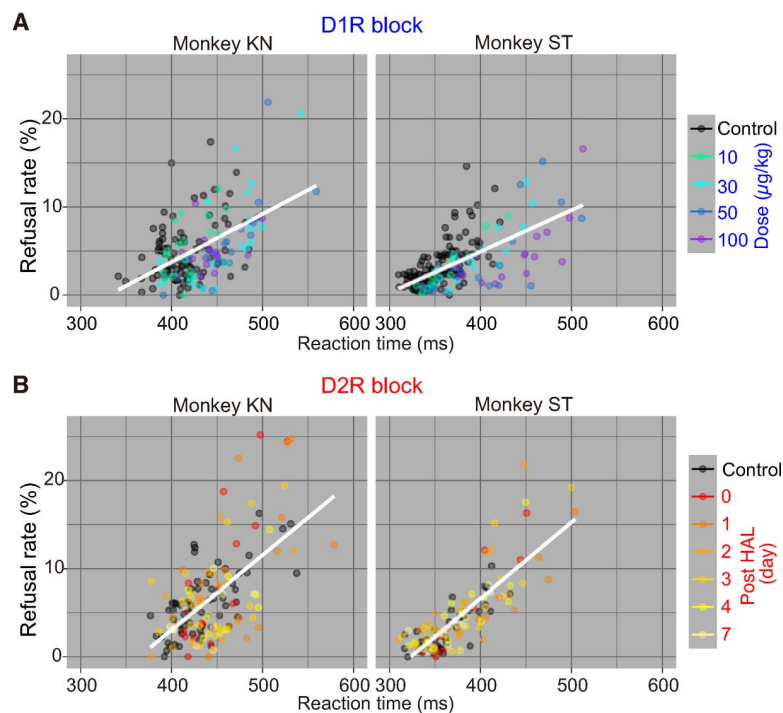 A
D1R block
Monkey KN
Monkey ST
Refusal rate (%)
20
10
0
300
400
500
600
300
400
500
600
Reaction time (ms)
Control
10
30
50
100
Dose (µg/kg)
B
D2R block
Monkey KN
Monkey ST
Refusal rate (%)
20
10
0
300
400
500
600
300
400
500
600
Reaction time (ms)
Control
0
1
2
3
4
7
Post HAL
(day)